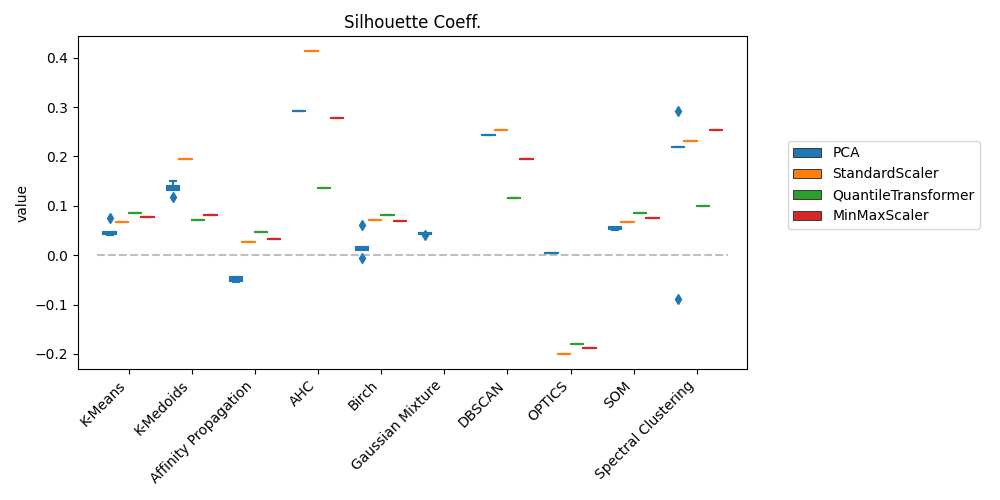 Silhouette Coeff.
value
0.4
0.3
0.2
0.1
0.0
−0.1
−0.2
K-Means
K-Medoids
Affinity Propagation
AHC
Birch
Gaussian Mixture
DBSCAN
OPTICS
SOM
Spectral Clustering
PCA
StandardScaler
QuantileTransformer
MinMaxScaler